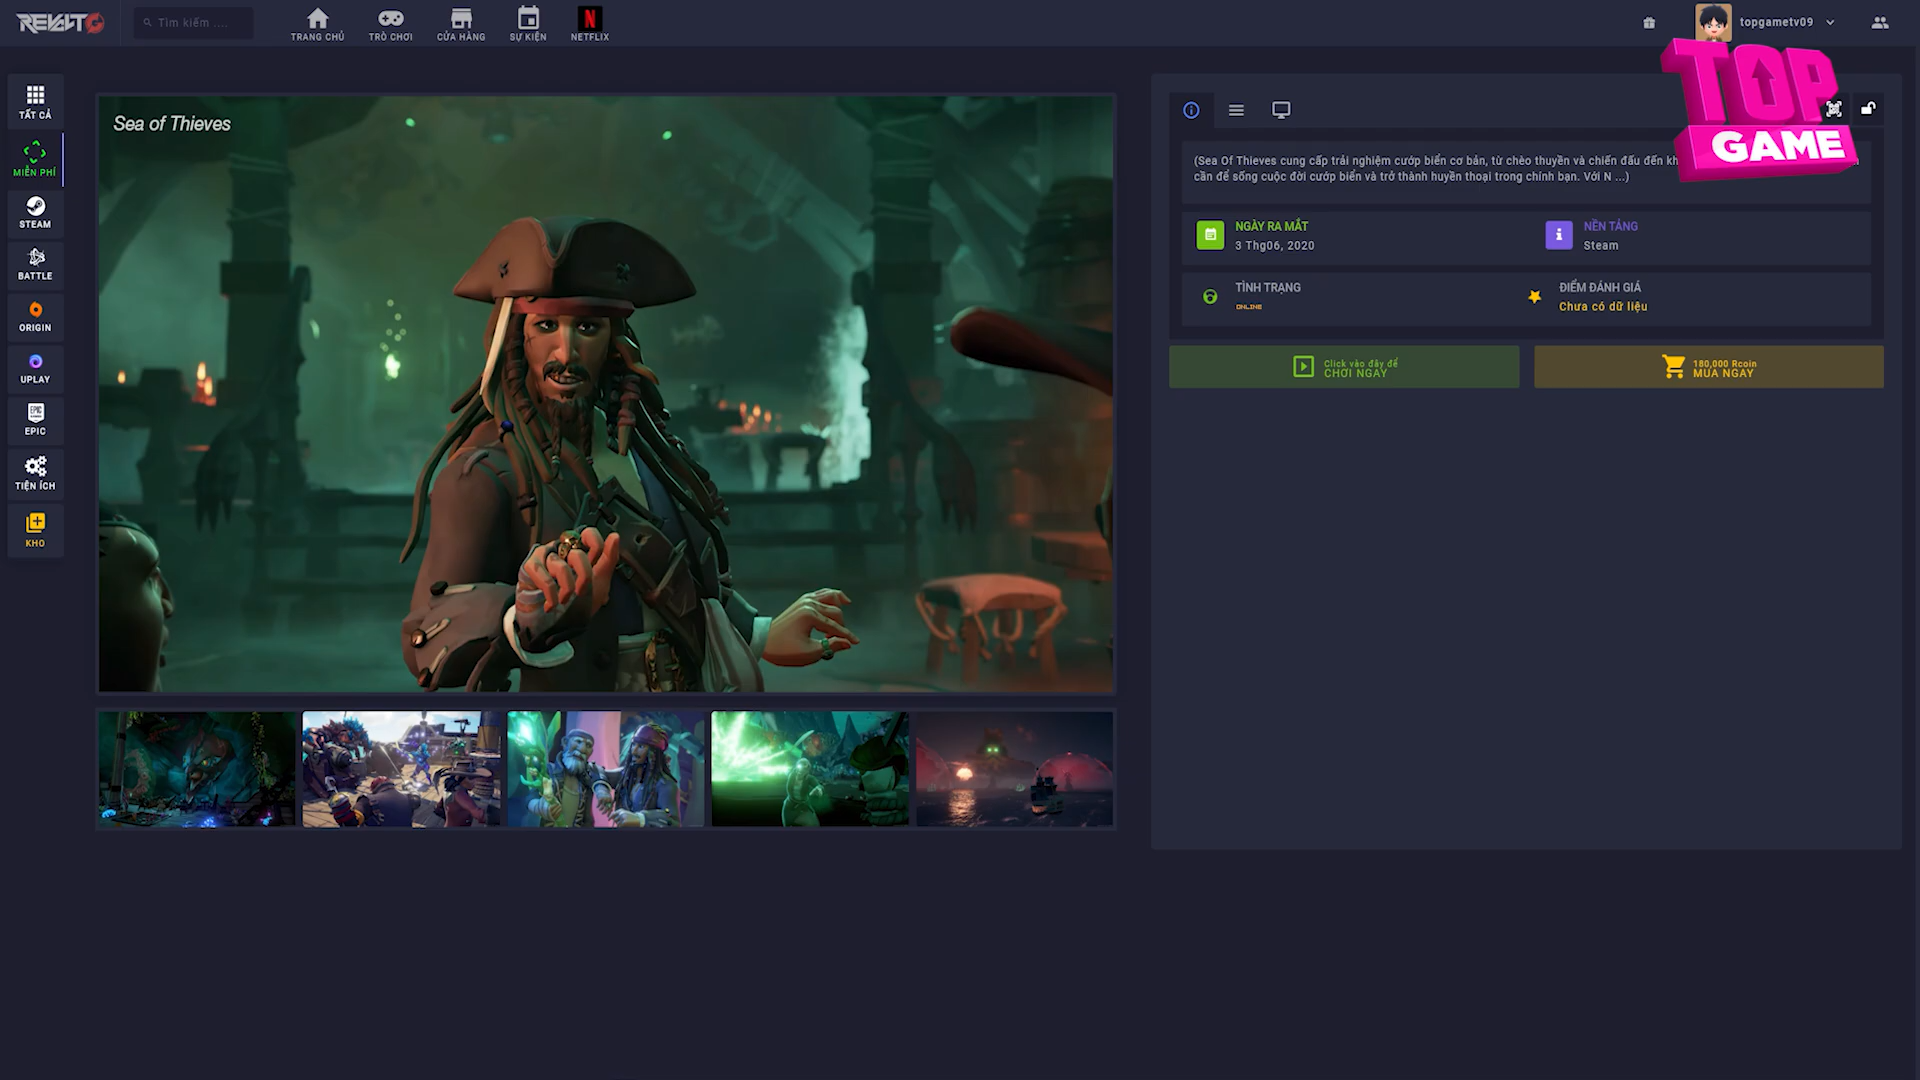 REVOLTG
Tìm kiếm ....
TRANG CHỦ
TRÒ CHƠI
CỬA HÀNG
SỰ KIỆN
N
NETFLIX
topgametv09
TOP
GAME
TẤT CẢ
MIỄN PHÍ
STEAM
BATTLE
ORIGIN
UPLAY
EPIC
EPIC
TIỆN ÍCH
KHO
Sea of Thieves
(Sea Of Thieves cung cấp trải nghiệm cướp biển cơ bản, từ chèo thuyền và chiến đấu đến
cần để sống cuộc đời cướp biển và trở thành huyền thoại trong chính bạn. Với N ...)
NGÀY RA MẮT
3 Thg06, 2020
NỀN TẢNG
Steam
TÌNH TRẠNG
ONLINE
ĐIỂM ĐÁNH GIÁ
Chưa có dữ liệu
Click vào đây để
CHƠI NGAY
180,000 Rcoin
MUA NGAY